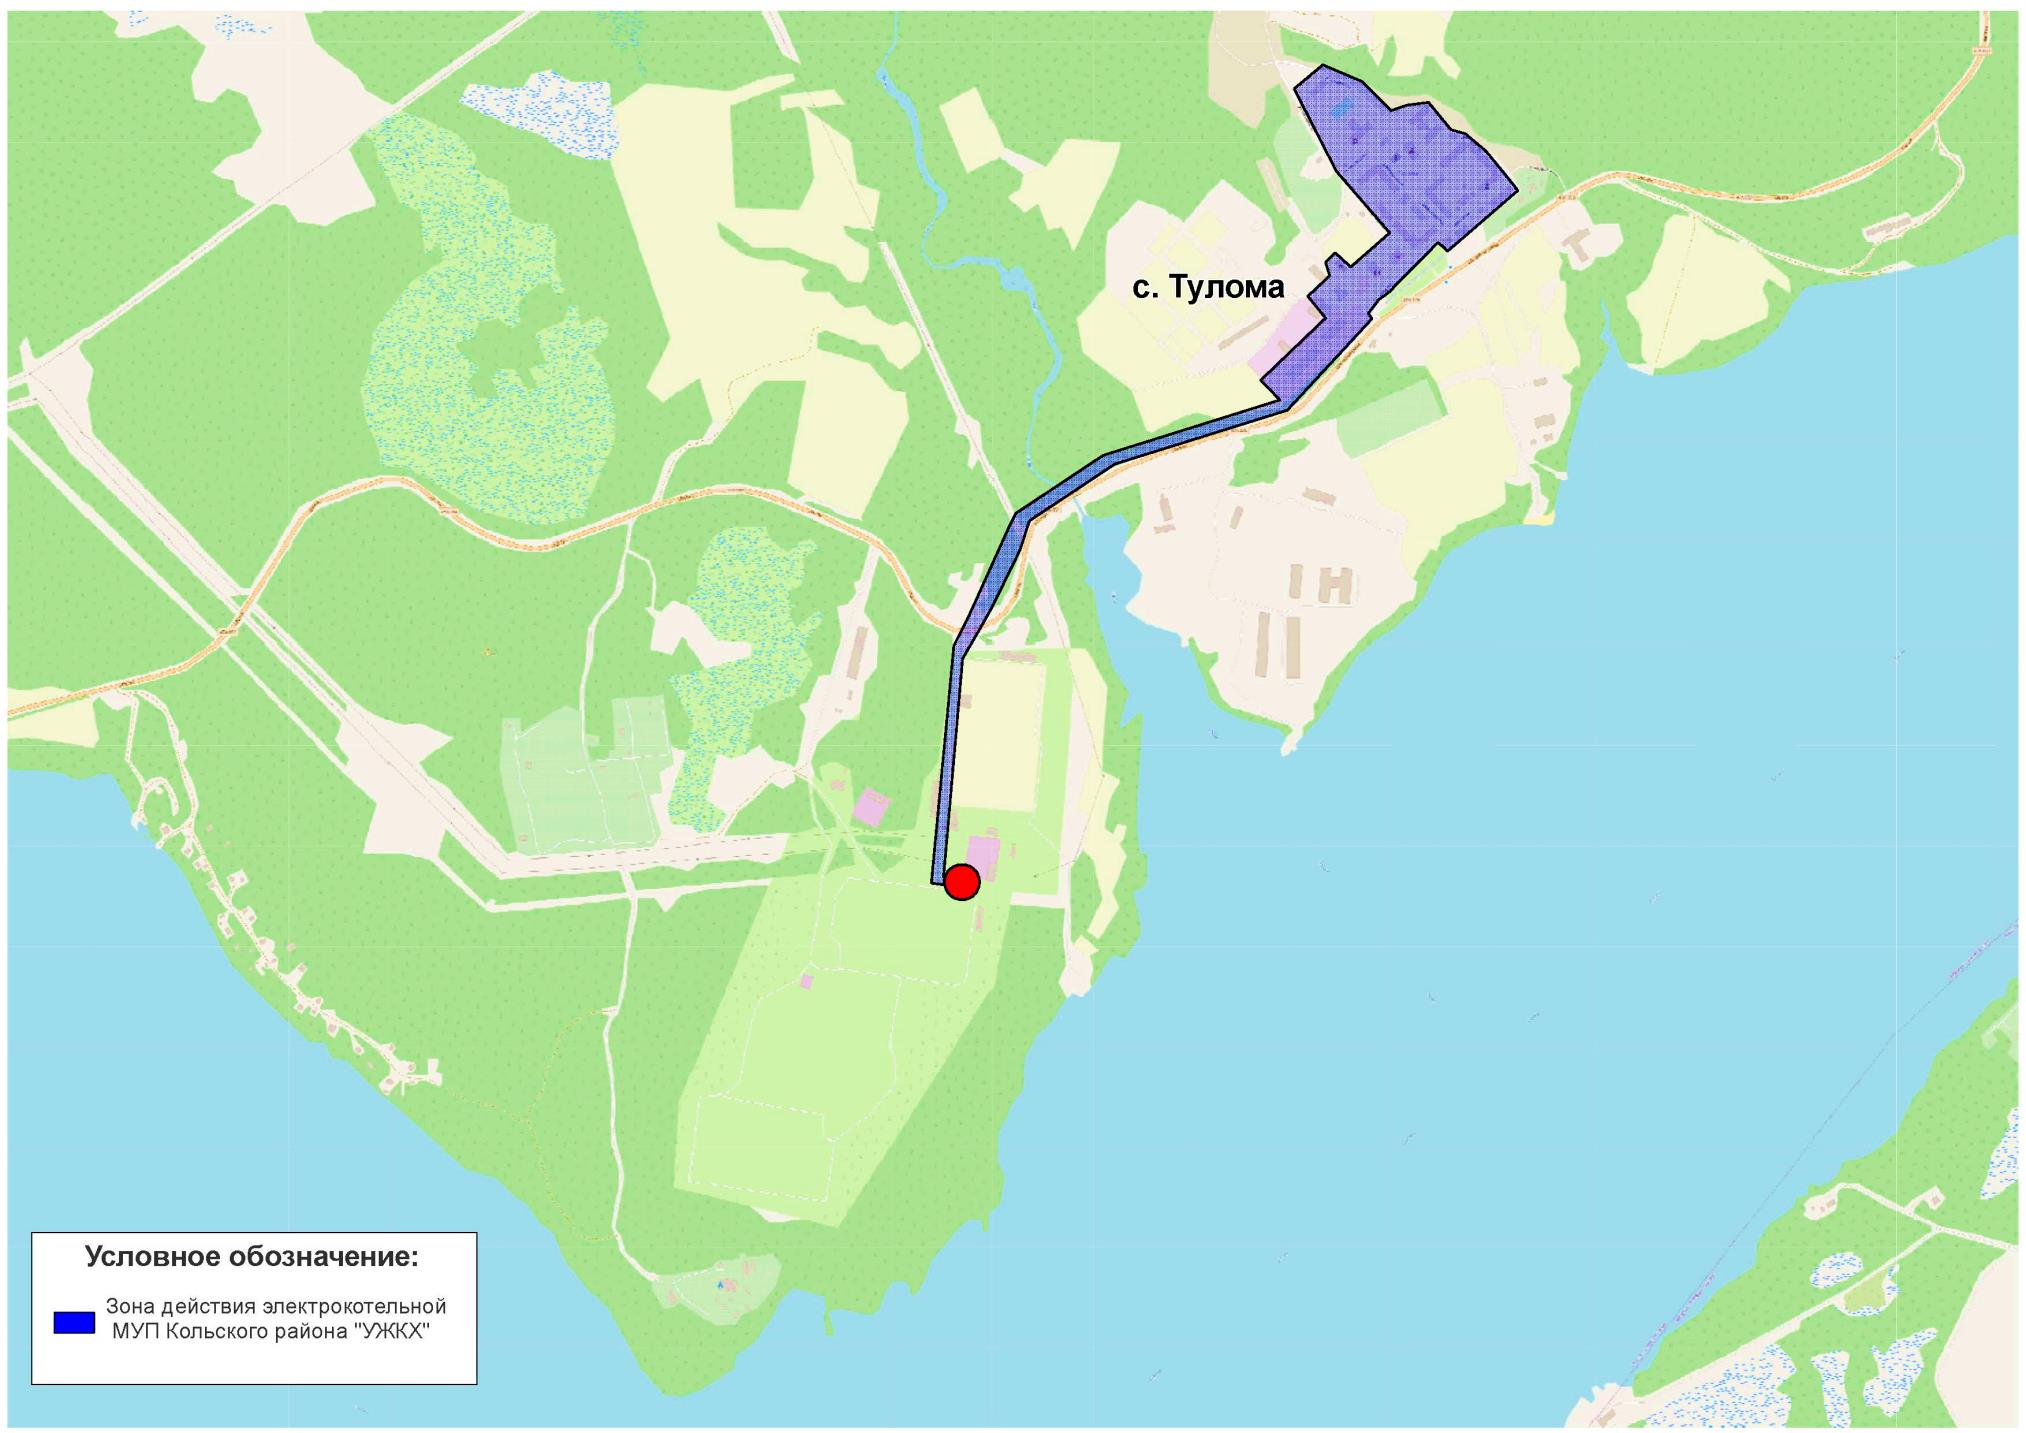 с. Тулома
Условное обозначение:
Зона действия электрокотельной
МУП Кольского района "УЖКХ"